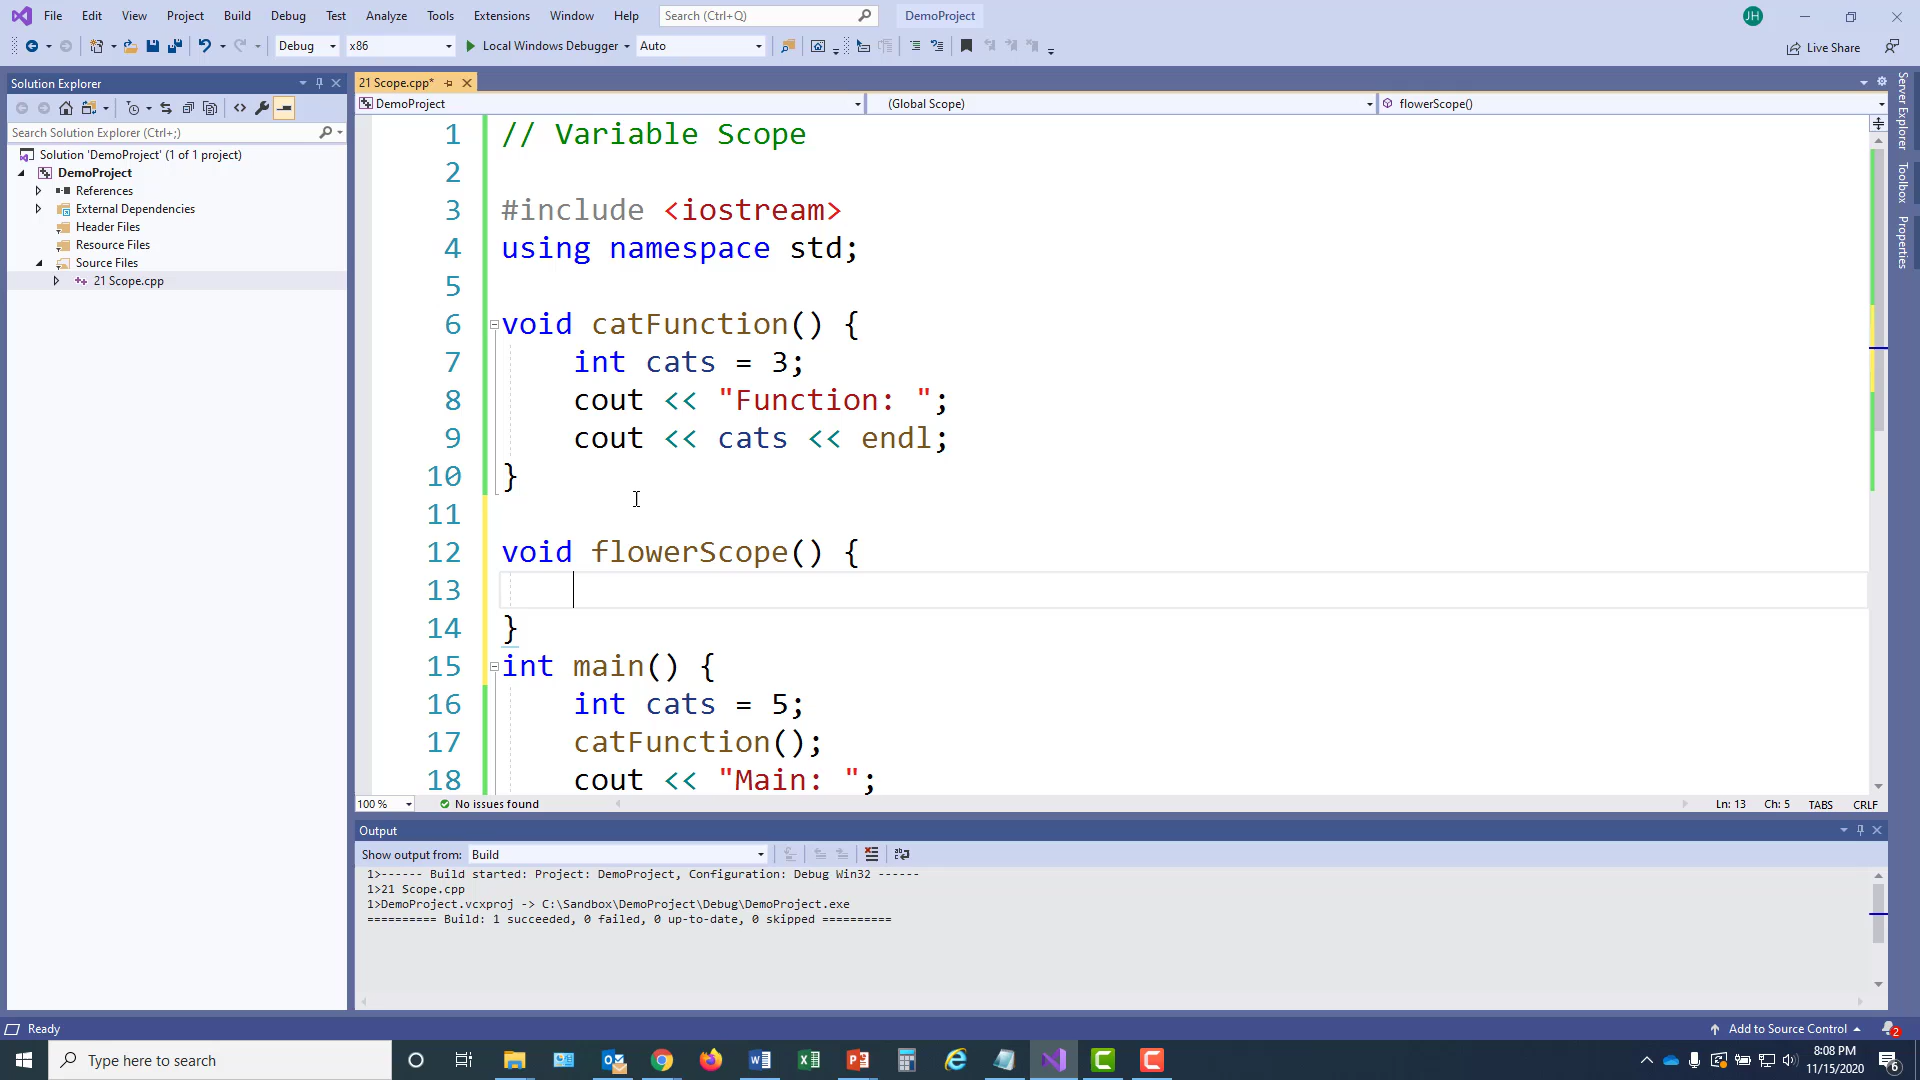 File Edit View Project Build Debug Test Analyze Tools Extensions Window Help Search (Ctrl+Q) DemoProject JH
Debug x86 Local Windows Debugger Auto Live Share
Solution Explorer
Search Solution Explorer (Ctrl+;)
Solution 'DemoProject' (1 of 1 project)
DemoProject
References
External Dependencies
Header Files
Resource Files
Source Files
21 Scope.cpp
21 Scope.cpp*
DemoProject (Global Scope) flowerScope()
1 // Variable Scope
2
3 #include <iostream>
4 using namespace std;
5
6 void catFunction() {
7 int cats = 3;
8 cout << "Function: ";
9 cout << cats << endl;
10 }
11
12 void flowerScope() {
13
14 }
15 int main() {
16 int cats = 5;
17 catFunction();
18 cout << "Main: ";
100 % No issues found Ln: 13 Ch: 5 TABS CRLF
Output
Show output from: Build
1>------ Build started: Project: DemoProject, Configuration: Debug Win32 ------
1>21 Scope.cpp
1>DemoProject.vcxproj -> C:\Sandbox\DemoProject\Debug\DemoProject.exe
========== Build: 1 succeeded, 0 failed, 0 up-to-date, 0 skipped ==========
Server Explorer
Toolbox
Properties
Ready Add to Source Control 2
Type here to search
8:08 PM
11/15/2020
6